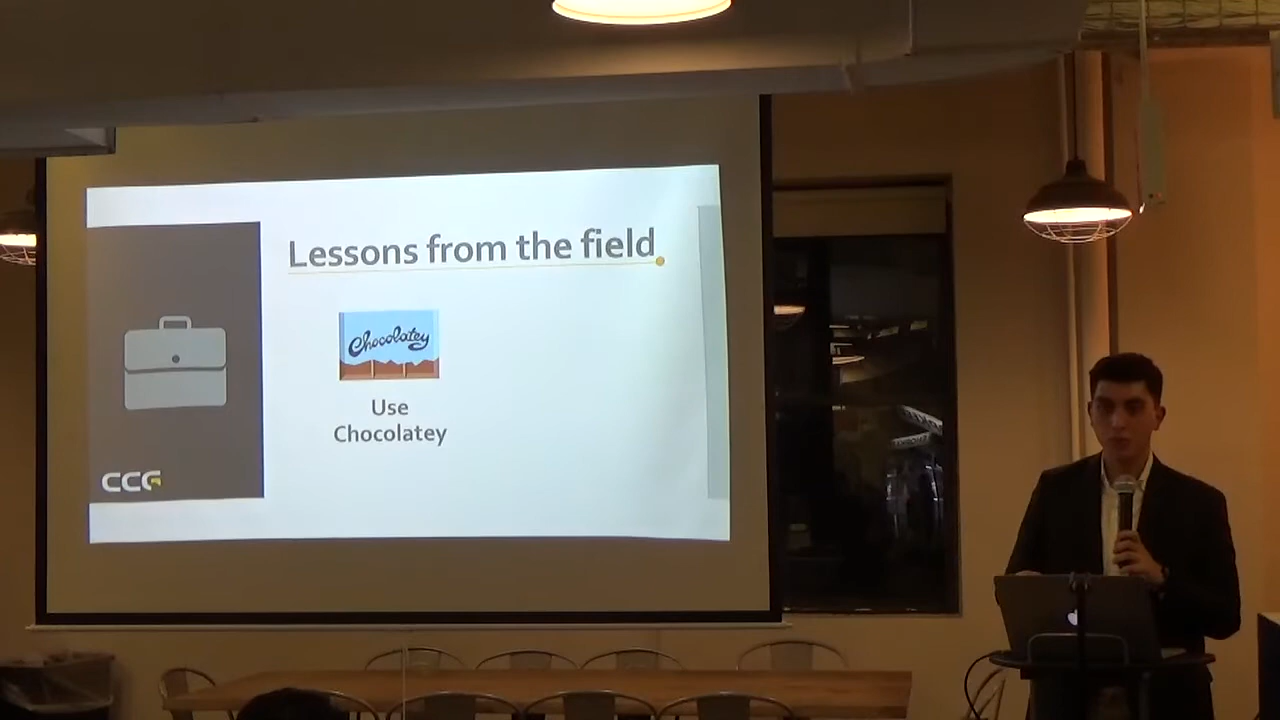 Lessons from the field
Chocolatey
Use
Chocolatey
CCG